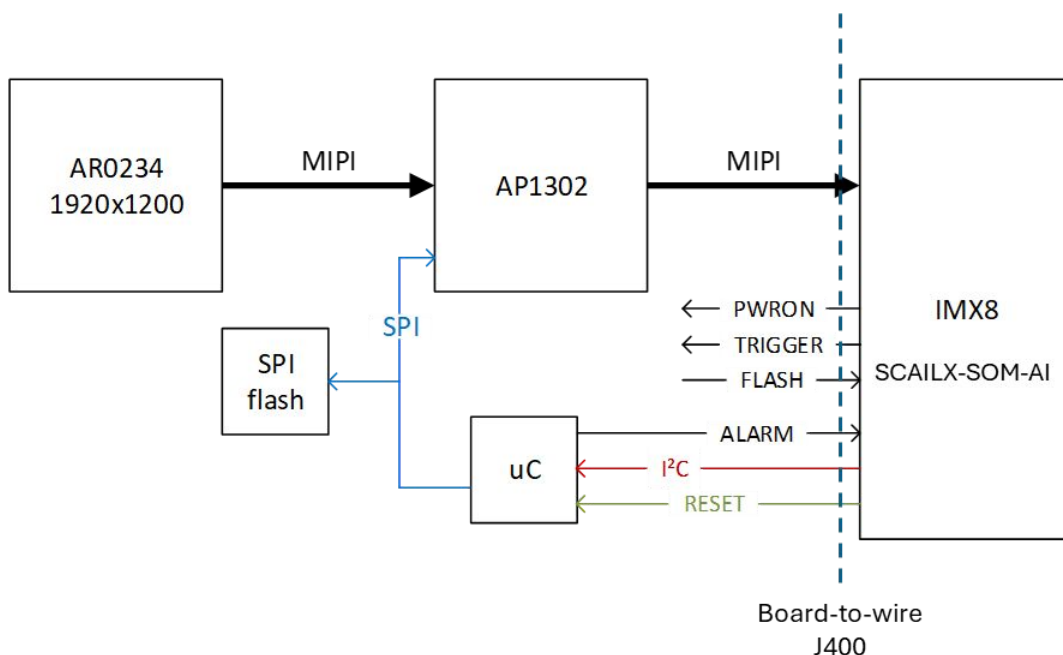 AR0234
1920x1200
MIPI
AP1302
MIPI
SPI
SPI
flash
uC
PWRON
TRIGGER
FLASH
ALARM
I²C
RESET
IMX8
SCAILX-SOM-AI
Board-to-wire
J400